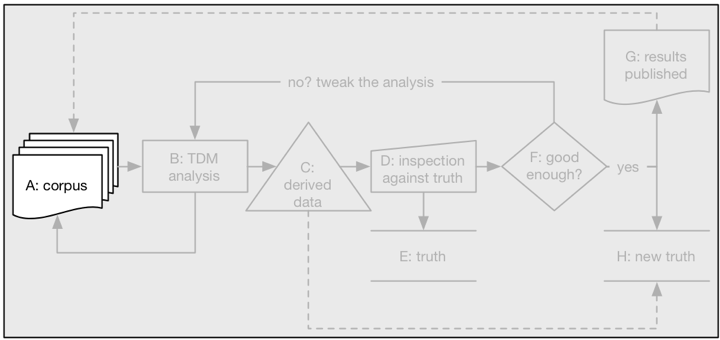 G: results
published
no? tweak the analysis
A: corpus
B: TDM
analysis
C:
derived
data
D: inspection
against truth
F: good
enough?
yes
E: truth
H: new truth